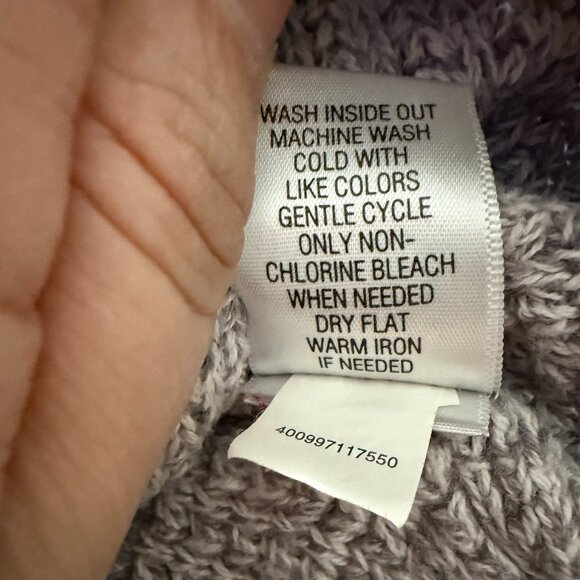 WASH INSIDE OUT
MACHINE WASH
COLD WITH
LIKE COLORS
GENTLE CYCLE
ONLY NON-
CHLORINE BLEACH
WHEN NEEDED
DRY FLAT
WARM IRON
IF NEEDED
400997117550